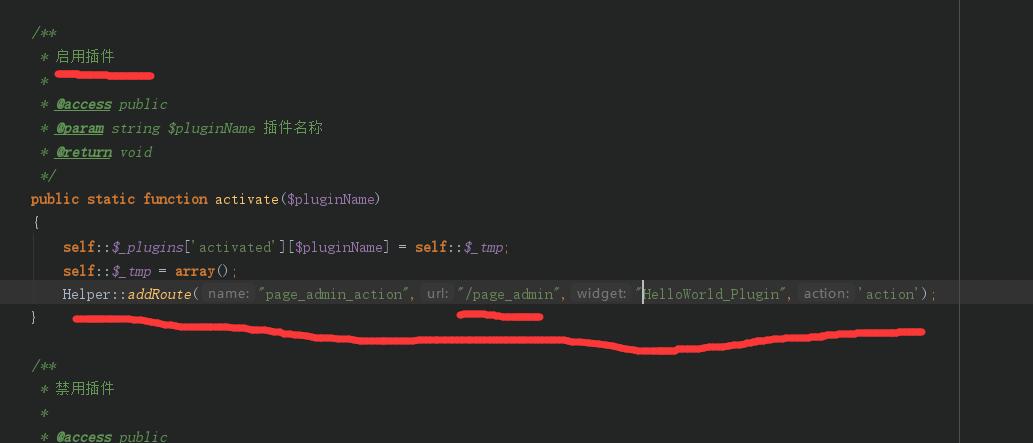 /**
* 启用插件
*
* @access public
* @param string $pluginName 插件名称
* @return void
*/
public static function activate($pluginName)
{
self::$_plugins['activated'][$pluginName] = self::$_tmp;
self::$_tmp = array();
Helper::addRoute( name: "page_admin_action", url: "/page_admin", widget: "HelloWorld_Plugin", action: 'action');
}
/**
* 禁用插件
*
* @access public